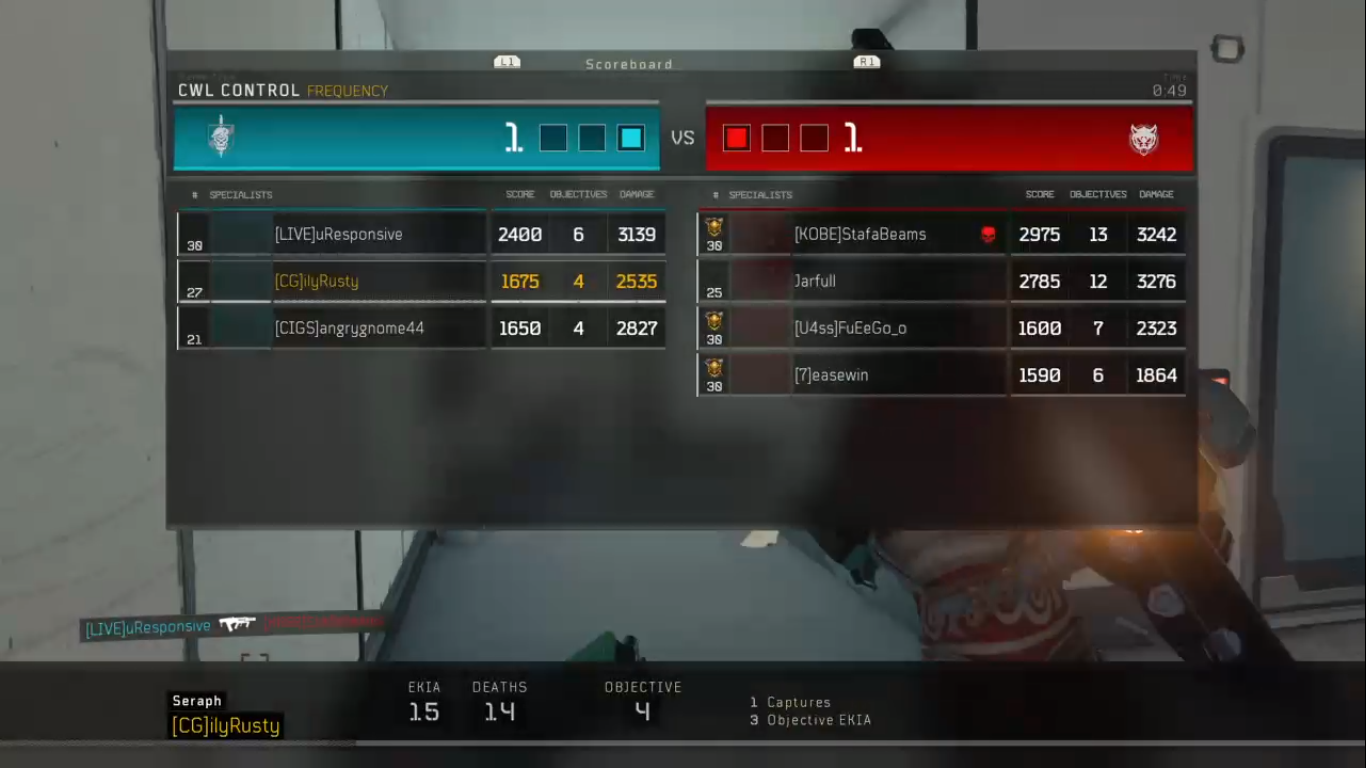 L1 Scoreboard R1
CWL CONTROL FREQUENCY
0:49
1 VS 1
# SPECIALISTS SCORE OBJECTIVES DAMAGE
30 [LIVE]uResponsive 2400 6 3139
27 [CG]ilyRusty 1675 4 2535
21 [CIGS]angrygnome44 1650 4 2827
# SPECIALISTS SCORE OBJECTIVES DAMAGE
30 [KOBE]StafaBeams 2975 13 3242
25 Jarfull 2785 12 3276
30 [U4ss]FuEeGo_o 1600 7 2323
30 [7]easewin 1590 6 1864
[LIVE]uResponsive
Seraph
[CG]ilyRusty
EKIA DEATHS OBJECTIVE
15 14 4
1 Captures
3 Objective EKIA